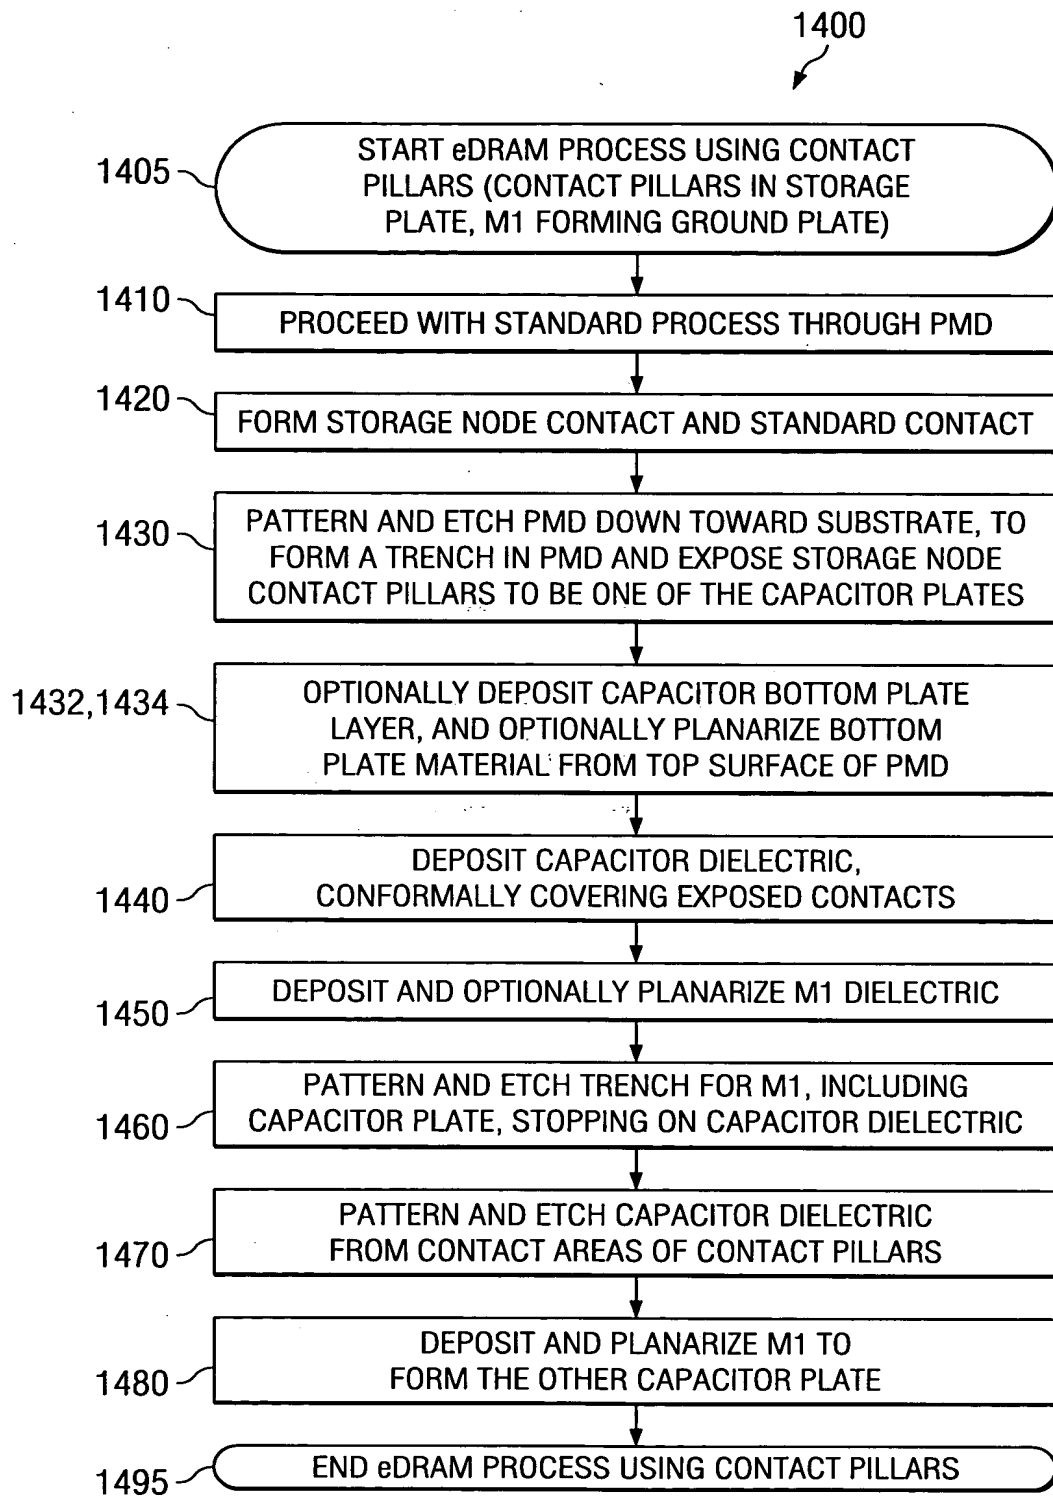 1400
1405
START eDRAM PROCESS USING CONTACT
PILLARS (CONTACT PILLARS IN STORAGE
PLATE, M1 FORMING GROUND PLATE)
1410
PROCEED WITH STANDARD PROCESS THROUGH PMD
1420
FORM STORAGE NODE CONTACT AND STANDARD CONTACT
1430
PATTERN AND ETCH PMD DOWN TOWARD SUBSTRATE, TO
FORM A TRENCH IN PMD AND EXPOSE STORAGE NODE
CONTACT PILLARS TO BE ONE OF THE CAPACITOR PLATES
1432,1434
OPTIONALLY DEPOSIT CAPACITOR BOTTOM PLATE
LAYER, AND OPTIONALLY PLANARIZE BOTTOM
PLATE MATERIAL FROM TOP SURFACE OF PMD
1440
DEPOSIT CAPACITOR DIELECTRIC,
CONFORMALLY COVERING EXPOSED CONTACTS
1450
DEPOSIT AND OPTIONALLY PLANARIZE M1 DIELECTRIC
1460
PATTERN AND ETCH TRENCH FOR M1, INCLUDING
CAPACITOR PLATE, STOPPING ON CAPACITOR DIELECTRIC
1470
PATTERN AND ETCH CAPACITOR DIELECTRIC
FROM CONTACT AREAS OF CONTACT PILLARS
1480
DEPOSIT AND PLANARIZE M1 TO
FORM THE OTHER CAPACITOR PLATE
1495
END eDRAM PROCESS USING CONTACT PILLARS